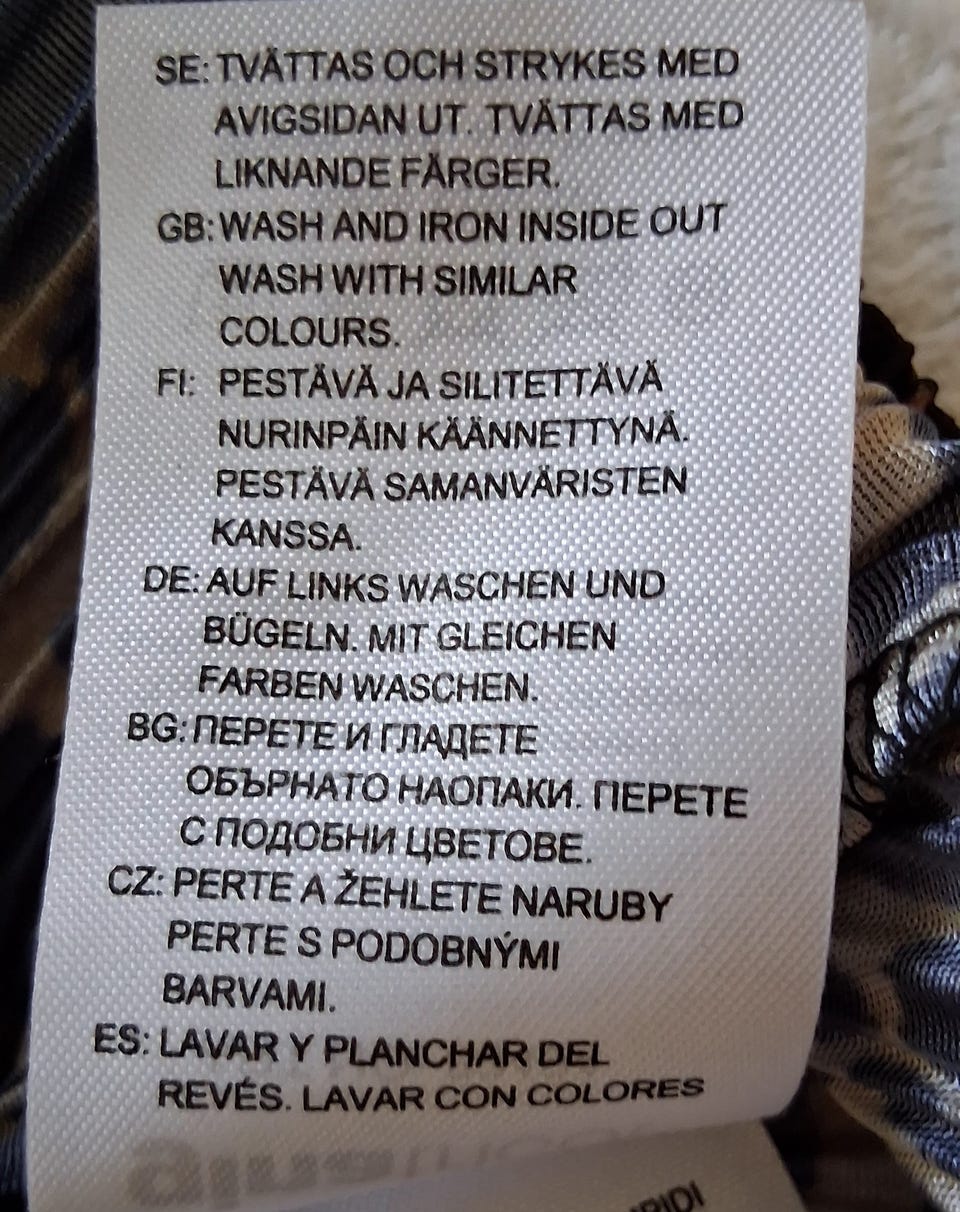 SE: TVÄTTAS OCH STRYKES MED
AVIGSIDAN UT. TVÄTTAS MED
LIKNANDE FÄRGER.
GB: WASH AND IRON INSIDE OUT
WASH WITH SIMILAR
COLOURS.
FI: PESTÄVÄ JA SILITETTÄVÄ
NURINPÄIN KÄÄNNETTYNÄ.
PESTÄVÄ SAMANVÄRISTEN
KANSSA.
DE: AUF LINKS WASCHEN UND
BÜGELN. MIT GLEICHEN
FARBEN WASCHEN.
BG: ПЕРЕТЕ И ГЛАДЕТЕ
ОБЪРНАТО НАОПАКИ. ПЕРЕТЕ
С ПОДОБНИ ЦВЕТОВЕ.
CZ: PERTE A ŽEHLETE NARUBY
PERTE S PODOBNÝMI
BARVAMI.
ES: LAVAR Y PLANCHAR DEL
REVÉS. LAVAR CON COLORES